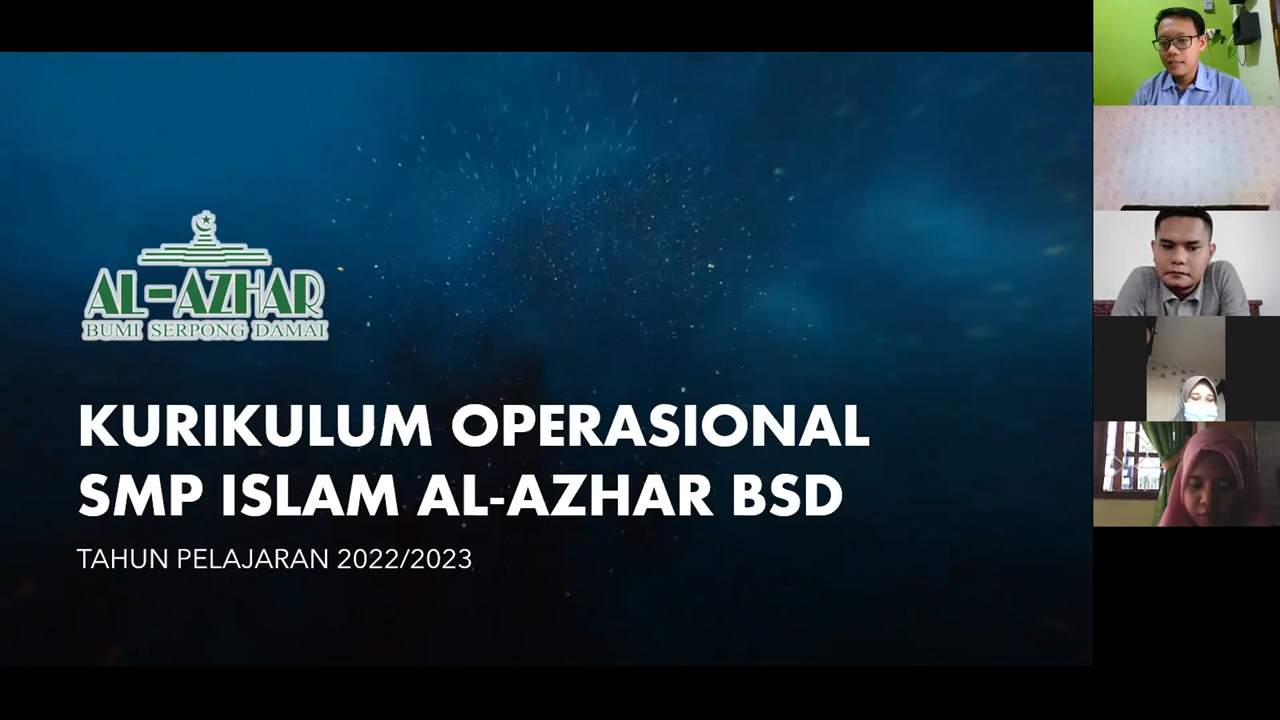 AL-AZHAR
BUMI SERPONG DAMAI
KURIKULUM OPERASIONAL
SMP ISLAM AL-AZHAR BSD
TAHUN PELAJARAN 2022/2023